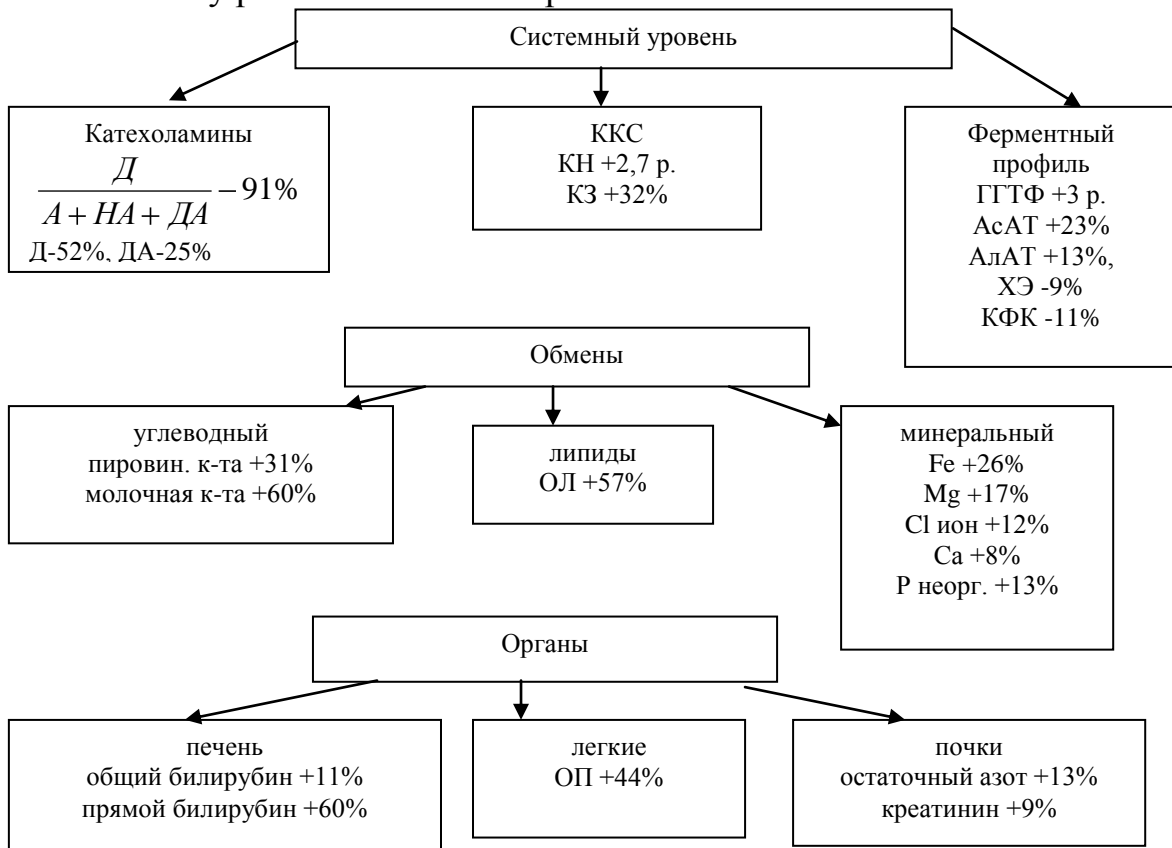 Системный уровень
Катехоламины
Д
А + НА + ДА
– 91%
Д-52%, ДА-25%
ККС
КН +2,7 р.
КЗ +32%
Ферментный
профиль
ГГТФ +3 р.
АсАТ +23%
АлАТ +13%,
ХЭ -9%
КФК -11%
Обмены
углеводный
пировин. к-та +31%
молочная к-та +60%
липиды
ОЛ +57%
минеральный
Fe +26%
Mg +17%
Cl ион +12%
Ca +8%
Р неорг. +13%
Органы
печень
общий билирубин +11%
прямой билирубин +60%
легкие
ОП +44%
почки
остаточный азот +13%
креатинин +9%